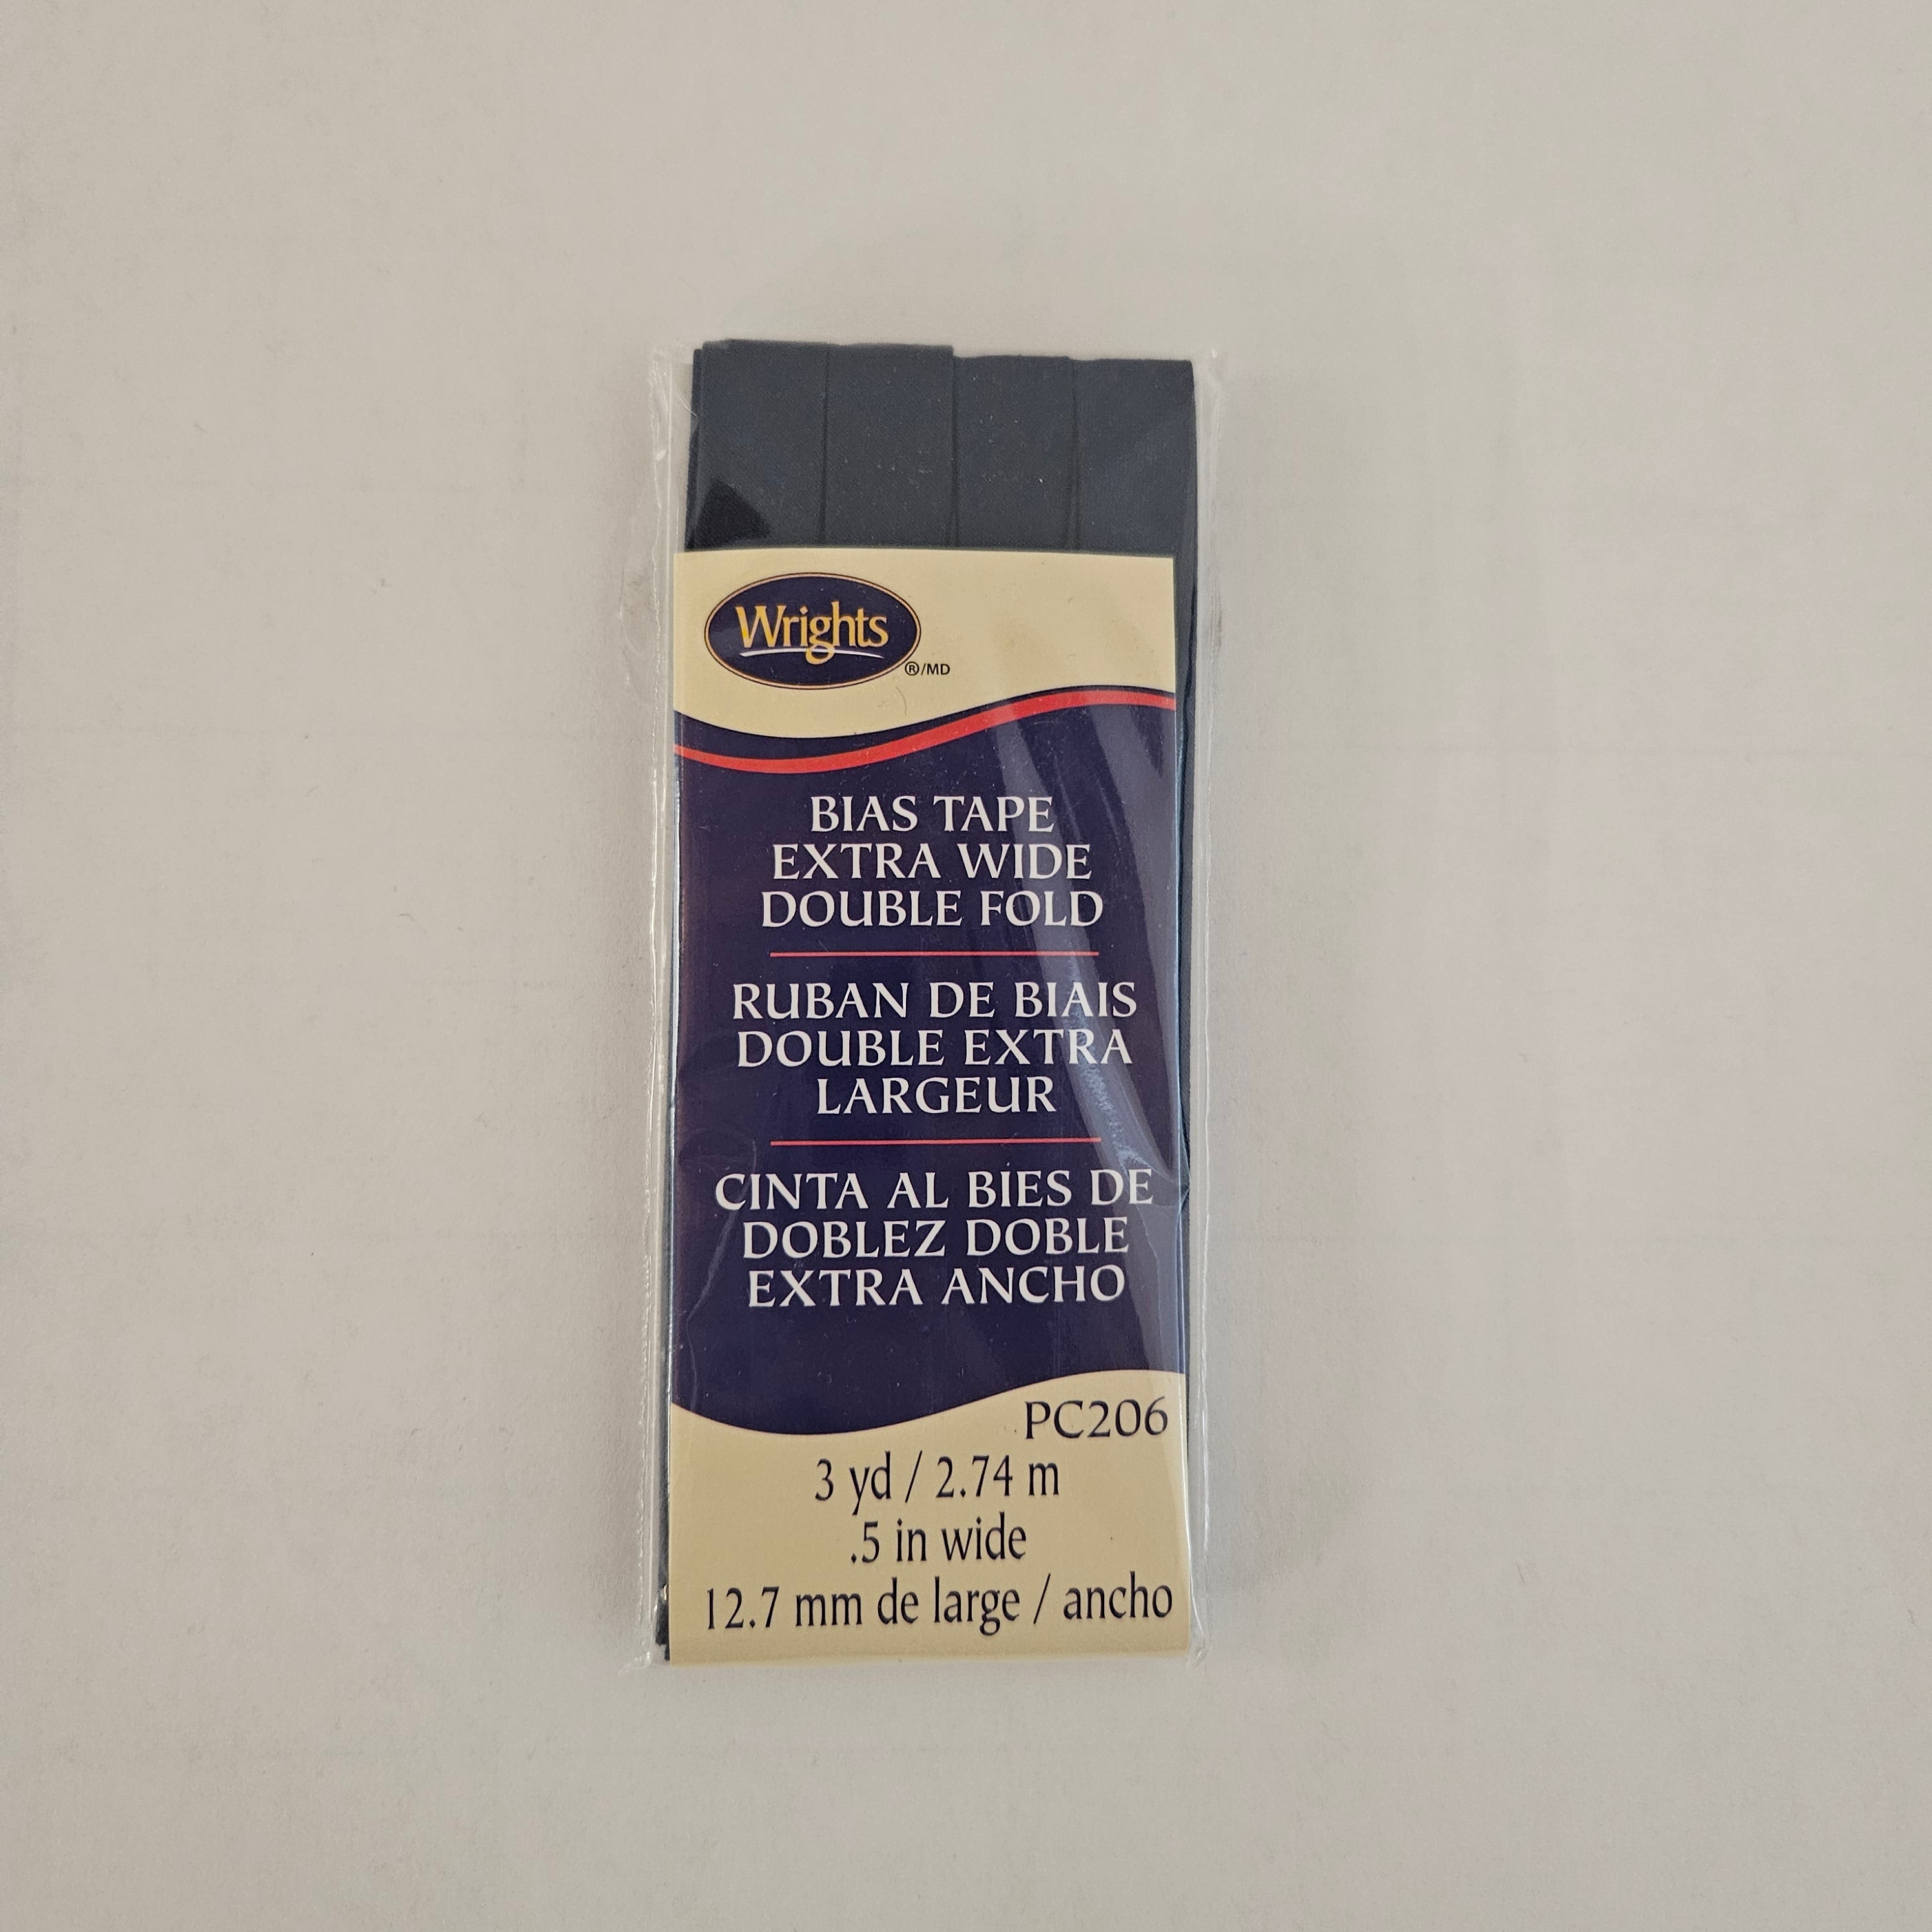 Wrights
®/MD
BIAS TAPE
EXTRA WIDE
DOUBLE FOLD
RUBAN DE BIAIS
DOUBLE EXTRA
LARGEUR
CINTA AL BIES DE
DOBLEZ DOBLE
EXTRA ANCHO
PC206
3 yd / 2.74 m
.5 in wide
12.7 mm de large / ancho